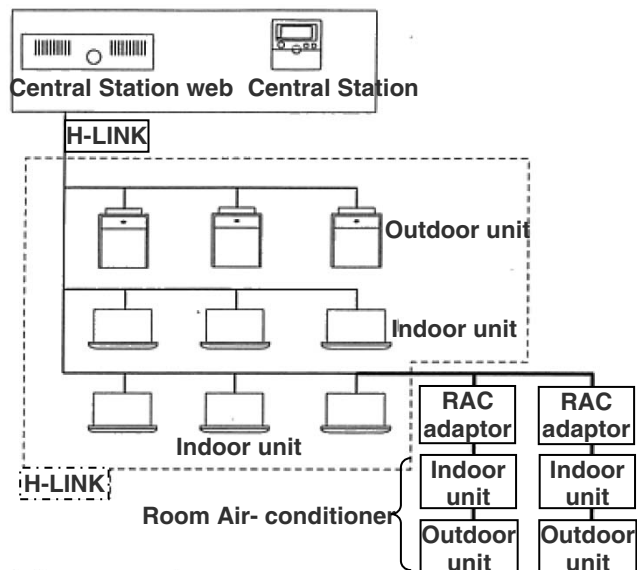 Central Station web Central Station
H-LINK
Outdoor unit
Indoor unit
RAC adaptor
RAC adaptor
Indoor unit
H-LINK
Indoor unit
Indoor unit
Room Air- conditioner
Outdoor unit
Outdoor unit